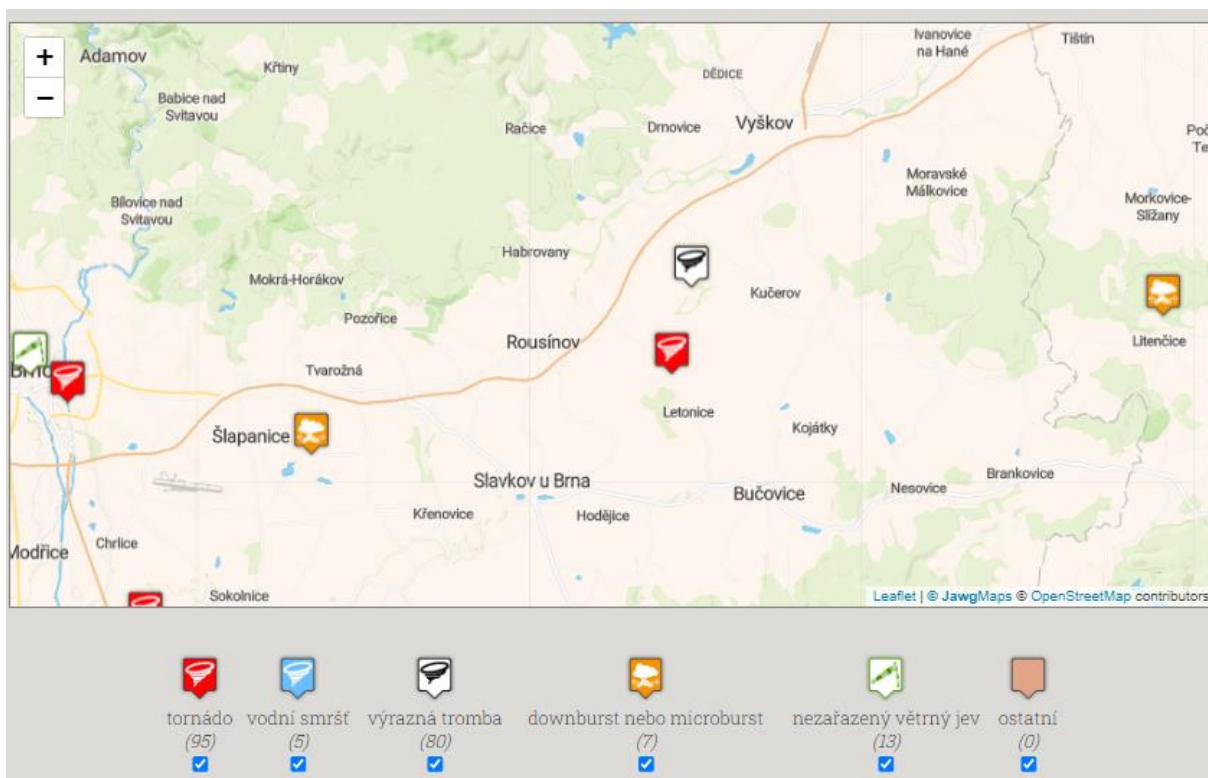 +
−
Adamov
Křtiny
Babice nad
Svitavou
Račice
DĚDICE
Drnovice
Vyškov
Ivanovice
na Hané
Tištin
Bílovice nad
Svitavou
Moravské
Málkovice
Morkovice-
Slížany
Habrovany
Mokrá-Horákov
Kučerov
Pozořice
Rousínov
Litenčice
Tvarožná
Letonice
Šlapanice
Kojátky
Slavkov u Brna
Bučovice
Nesovice
Brankovice
Křenovice
Hodějice
Modřice
Chrlice
Sokolnice
Leaflet | © JawgMaps © OpenStreetMap contributors
tornádo vodní smršť výrazná tromba downburst nebo microburst nezařazený větrný jev ostatní
(95) (5) (80) (7) (13) (0)